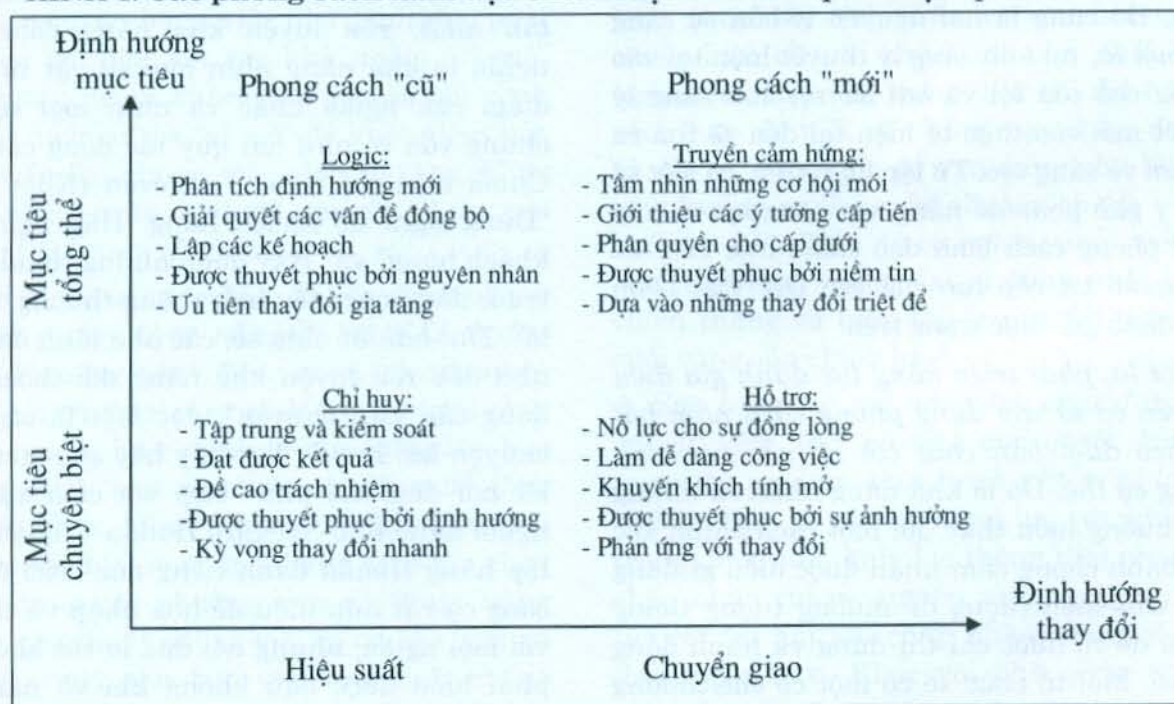 Định hướng
mục tiêu
Phong cách "cũ"
Phong cách "mới"
Mục tiêu
tổng thể
Logic:
- Phân tích định hướng mới
- Giải quyết các vấn đề đồng bộ
- Lập các kế hoạch
- Được thuyết phục bởi nguyên nhân
- Ưu tiên thay đổi gia tăng
Truyền cảm hứng:
- Tầm nhìn những cơ hội mới
- Giới thiệu các ý tưởng cấp tiến
- Phân quyền cho cấp dưới
- Được thuyết phục bởi niềm tin
- Dựa vào những thay đổi triệt để
Mục tiêu
chuyên biệt
Chỉ huy:
- Tập trung và kiểm soát
- Đạt được kết quả
- Đề cao trách nhiệm
-Được thuyết phục bởi định hướng
- Kỳ vọng thay đổi nhanh
Hỗ trợ:
- Nỗ lực cho sự đồng lòng
- Làm dễ dàng công việc
- Khuyến khích tính mở
- Được thuyết phục bởi sự ảnh hưởng
- Phản ứng với thay đổi
Định hướng
thay đổi
Hiệu suất
Chuyển giao